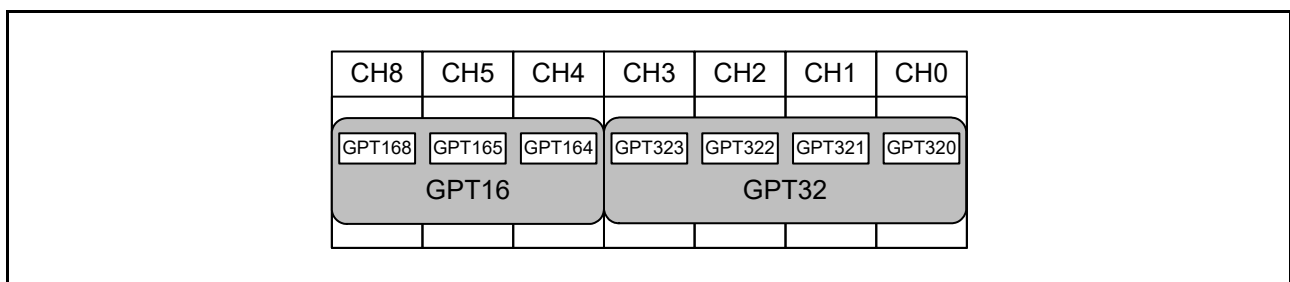 CH8 CH5 CH4 CH3 CH2 CH1 CH0
GPT168 GPT165 GPT164 GPT323 GPT322 GPT321 GPT320
GPT16 GPT32